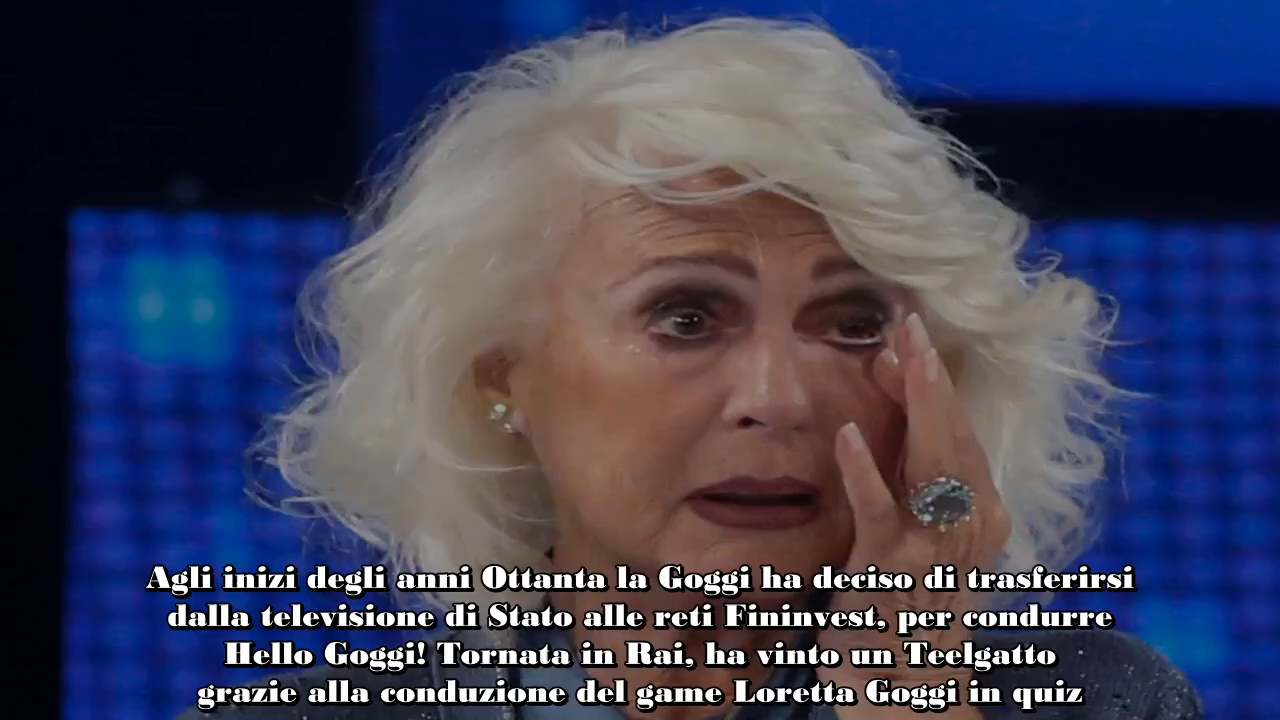 Agli inizi degli anni Ottanta la Goggi ha deciso di trasferirsi
dalla televisione di Stato alle reti Fininvest, per condurre
Hello Goggi! Tornata in Rai, ha vinto un Teelgatto
grazie alla conduzione del game Loretta Goggi in quiz